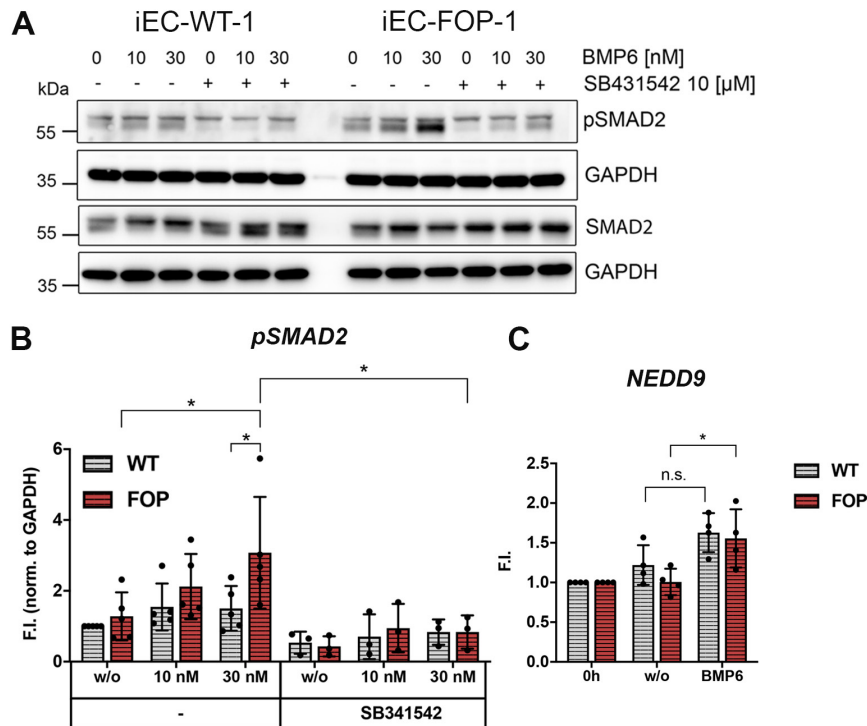 A
iEC-WT-1 iEC-FOP-1
0 10 30 0 10 30 0 10 30 0 10 30 BMP6 [nM]
- - - + + + - - - + + + SB431542 10 [µM]
kDa
55 pSMAD2
35 GAPDH
55 SMAD2
35 GAPDH
B
pSMAD2
*
*
*
WT
FOP
F.I. (norm. to GAPDH)
6
4
2
0
w/o 10 nM 30 nM w/o 10 nM 30 nM
- SB341542
C
NEDD9
*
n.s.
WT
FOP
F.I.
2.5
2.0
1.5
1.0
0.5
0.0
0h w/o BMP6